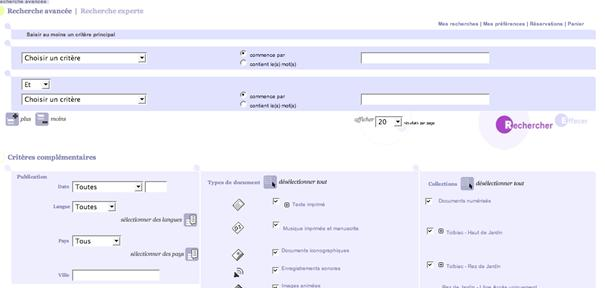 Recherche avancée
Recherche avancée | Recherche experte
Mes recherches | Mes préférences | Réservations | Panier
Saisir au moins un critère principal
Choisir un critère
commence par
contient le(s) mot(s)
Et
Choisir un critère
commence par
contient le(s) mot(s)
plus
moins
afficher 20 résultats par page
Rechercher
Effacer
Critères complémentaires
Publication
Date Toutes
Langue Toutes
sélectionner des langues
Pays Tous
sélectionner des pays
Ville
Types de document
désélectionner tout
Texte imprimé
Musique imprimée et manuscrite
Documents iconographiques
Enregistrements sonores
Images animées
Collections
désélectionner tout
Documents numérisés
Tolbiac - Haut de Jardin
Tolbiac - Rez de Jardin